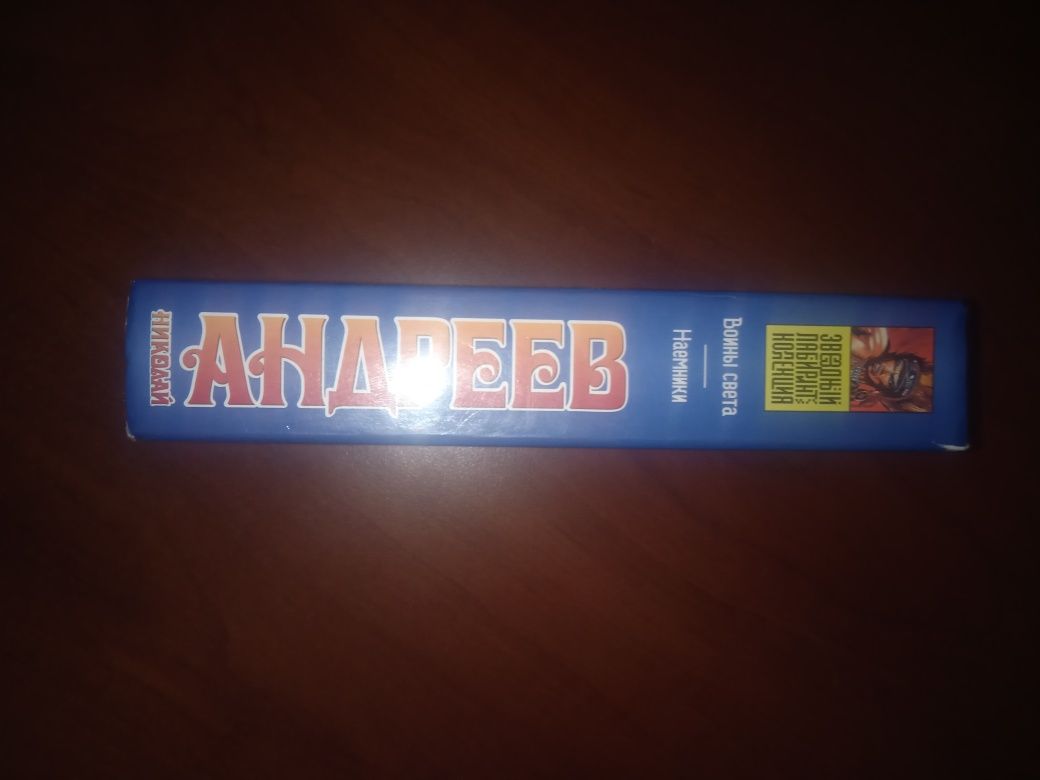 НИКОЛАЙ
АНДРЕЕВ
Воины света
Наемники
ЗВЕЗДНЫЙ
ЛАБИРИНТ:
КОЛЛЕКЦИЯ